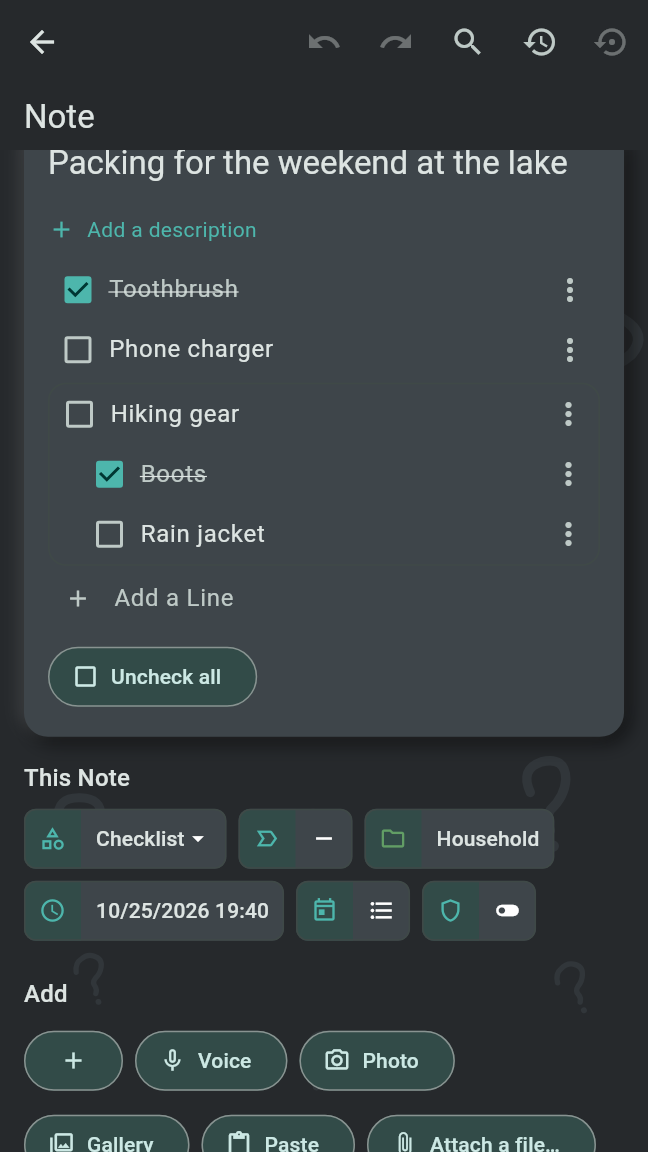 Note
Packing for the weekend at the lake
Add a description
Toothbrush
Phone charger
Hiking gear
Boots
Rain jacket
Add a Line
Uncheck all
This Note
Checklist
Household
10/25/2026 19:40
Add
Voice
Photo
Gallery
Paste
Attach a file…